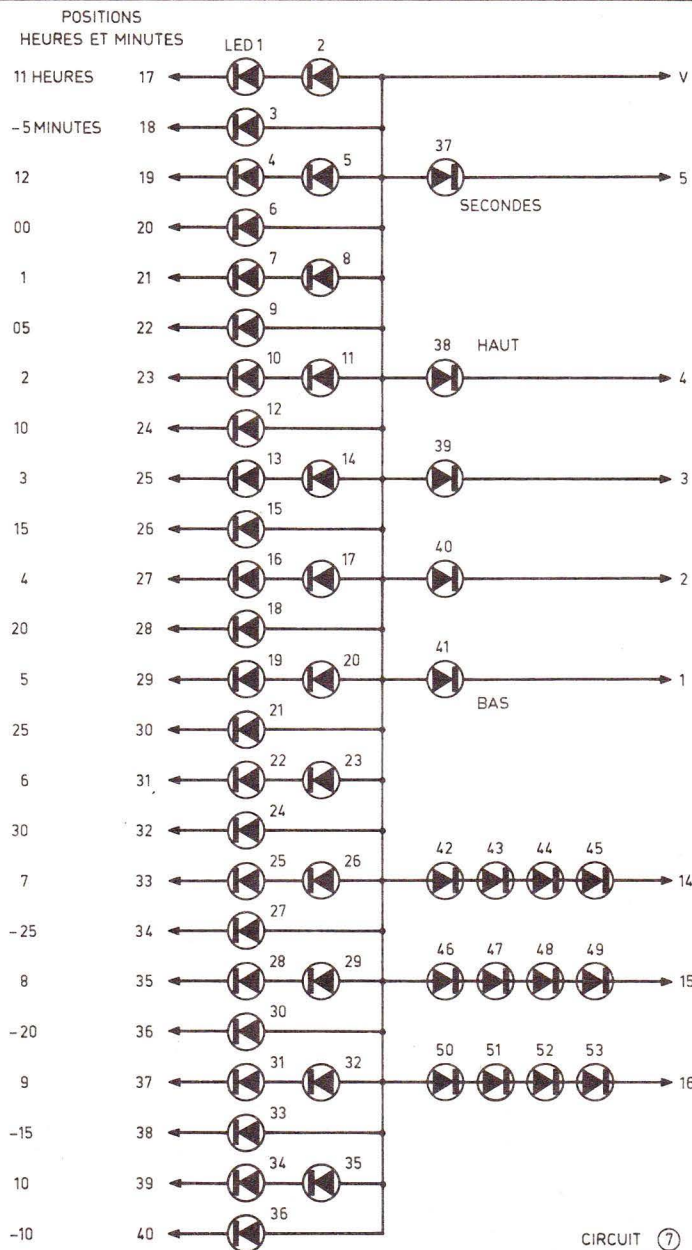 POSITIONS
HEURES ET MINUTES
LED 1 2
11 HEURES 17 V
-5 MINUTES 18 3
37
12 19 4 5 5
SECONDES
00 20 6
1 21 7 8
05 22 9
38 HAUT
2 23 10 11 4
10 24 12
39
3 25 13 14 3
15 26 15
40
4 27 16 17 2
20 28 18
41
5 29 19 20 1
BAS
25 30 21
6 31 22 23
30 32 24
42 43 44 45
7 33 25 26 14
-25 34 27
46 47 48 49
8 35 28 29 15
-20 36 30
50 51 52 53
9 37 31 32 16
-15 38 33
10 39 34 35
-10 40 36
CIRCUIT 7